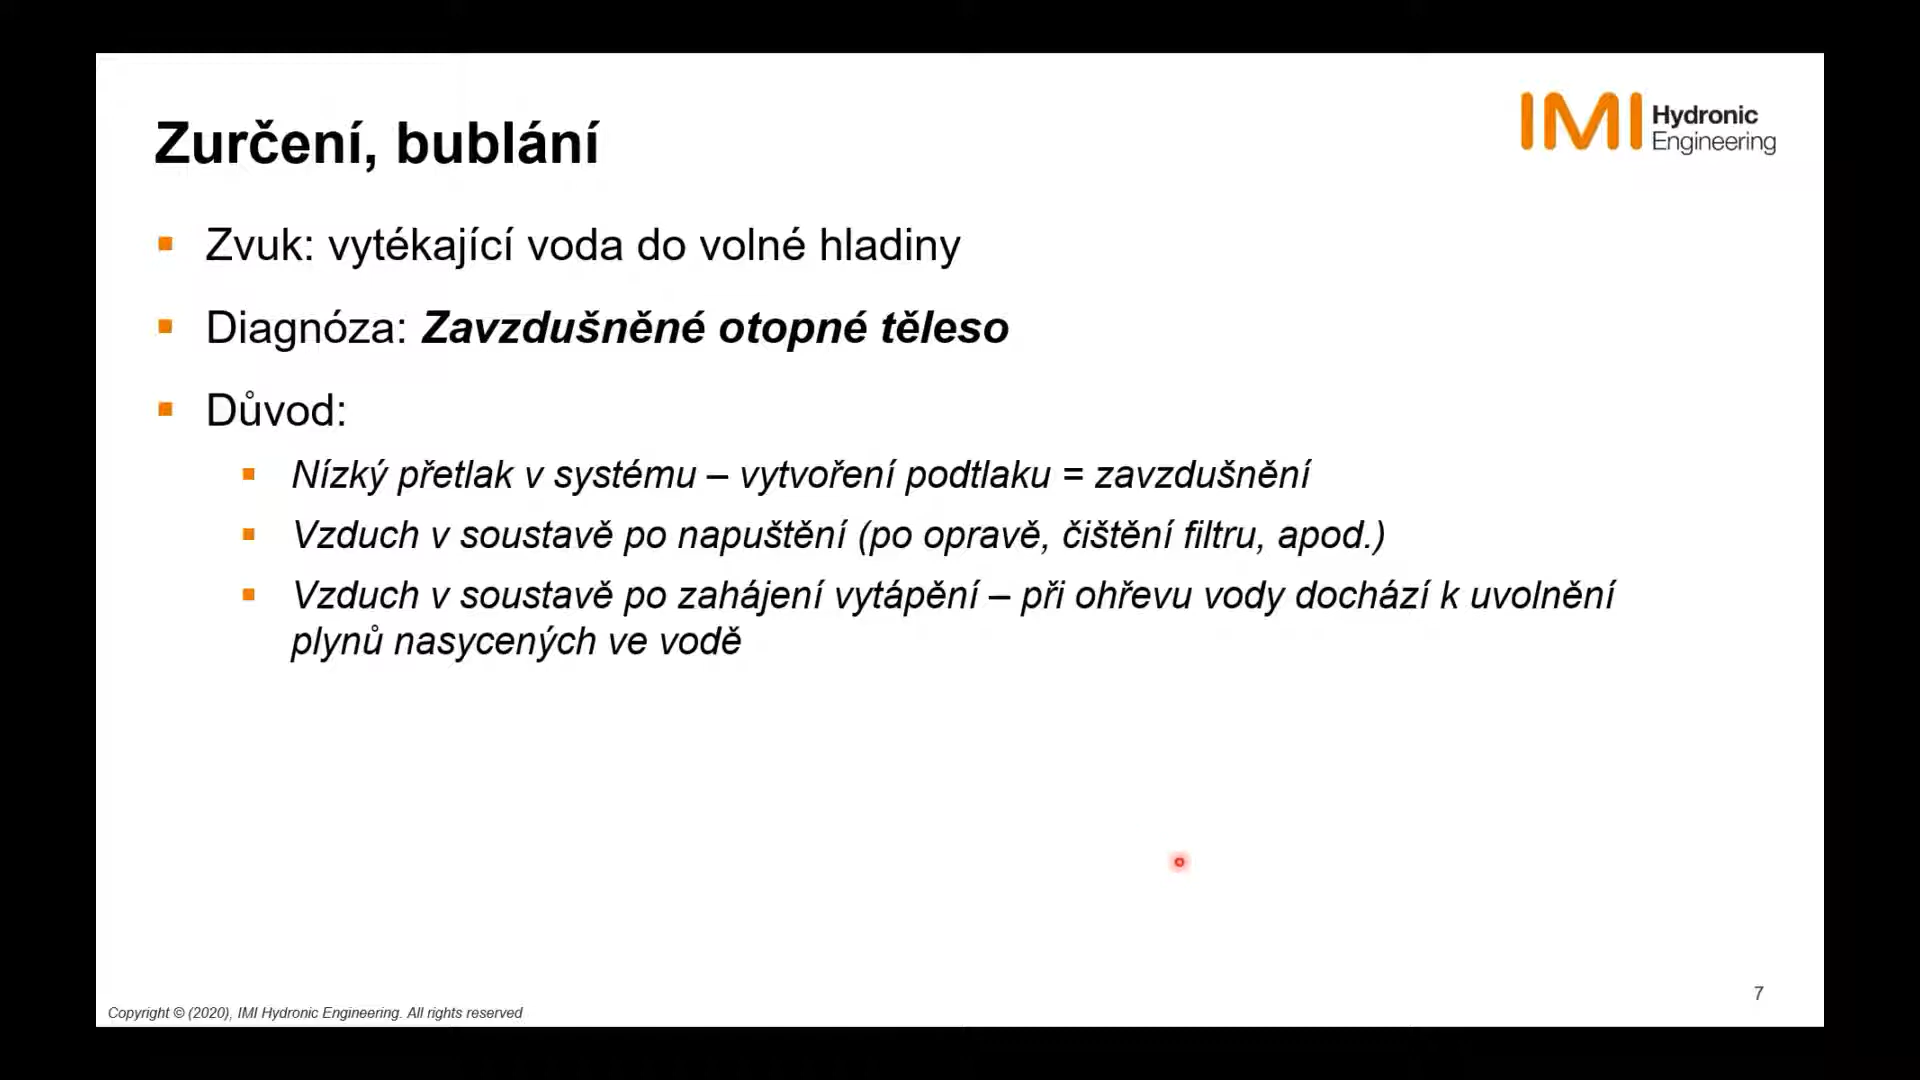 Zurčení, bublání
IMI Hydronic
Engineering
Zvuk: vytékající voda do volné hladiny
Diagnóza: Zavzdušněné otopné těleso
Důvod:
Nízký přetlak v systému – vytvoření podtlaku = zavzdušnění
Vzduch v soustavě po napuštění (po opravě, čištění filtru, apod.)
Vzduch v soustavě po zahájení vytápění – při ohřevu vody dochází k uvolnění
plynů nasycených ve vodě
7
Copyright © (2020), IMI Hydronic Engineering. All rights reserved